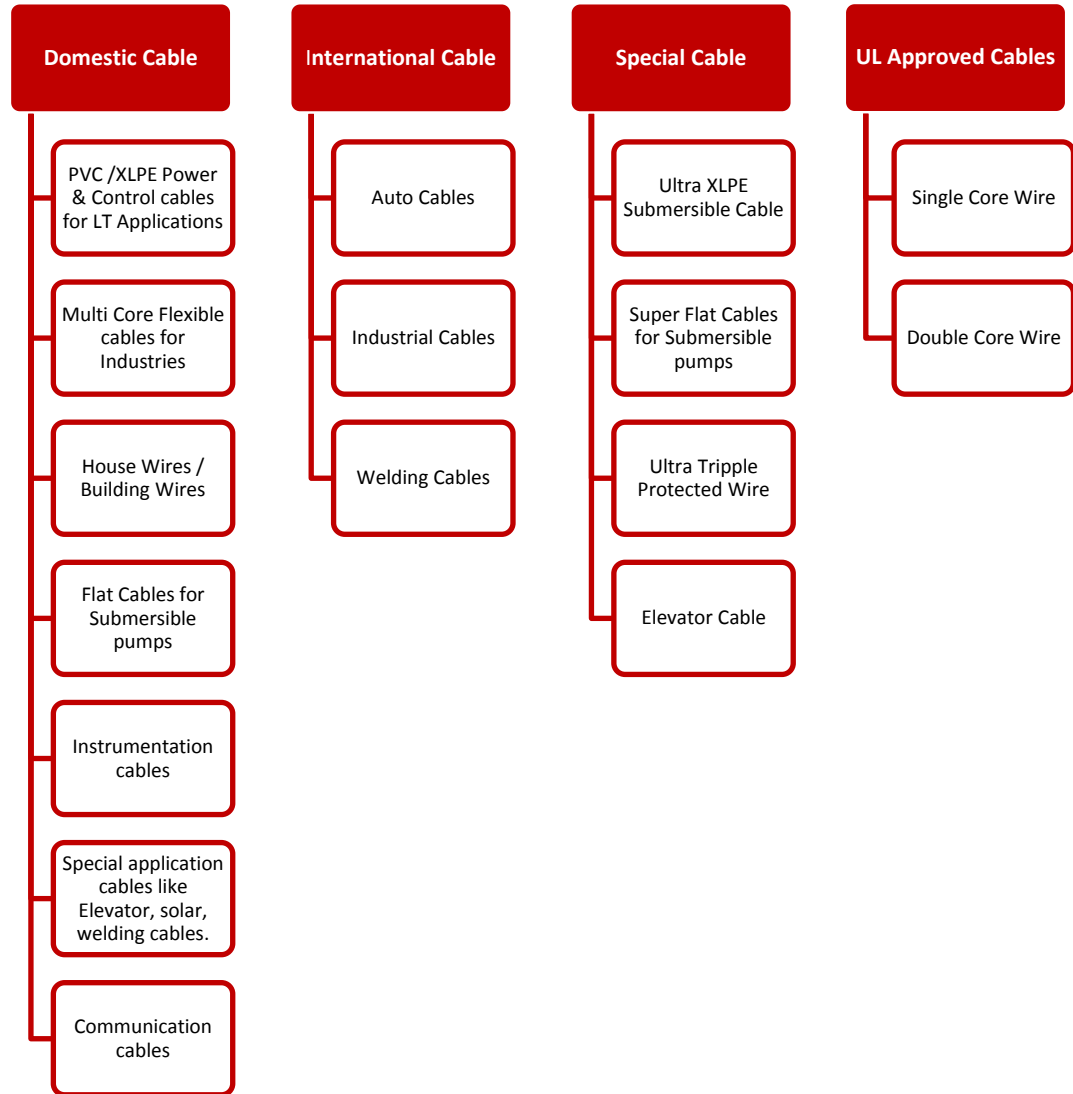 Domestic Cable
PVC /XLPE Power
& Control cables
for LT Applications
Multi Core Flexible
cables for
Industries
House Wires /
Building Wires
Flat Cables for
Submersible
pumps
Instrumentation
cables
Special application
cables like
Elevator, solar,
welding cables.
Communication
cables
International Cable
Auto Cables
Industrial Cables
Welding Cables
Special Cable
Ultra XLPE
Submersible Cable
Super Flat Cables
for Submersible
pumps
Ultra Tripple
Protected Wire
Elevator Cable
UL Approved Cables
Single Core Wire
Double Core Wire